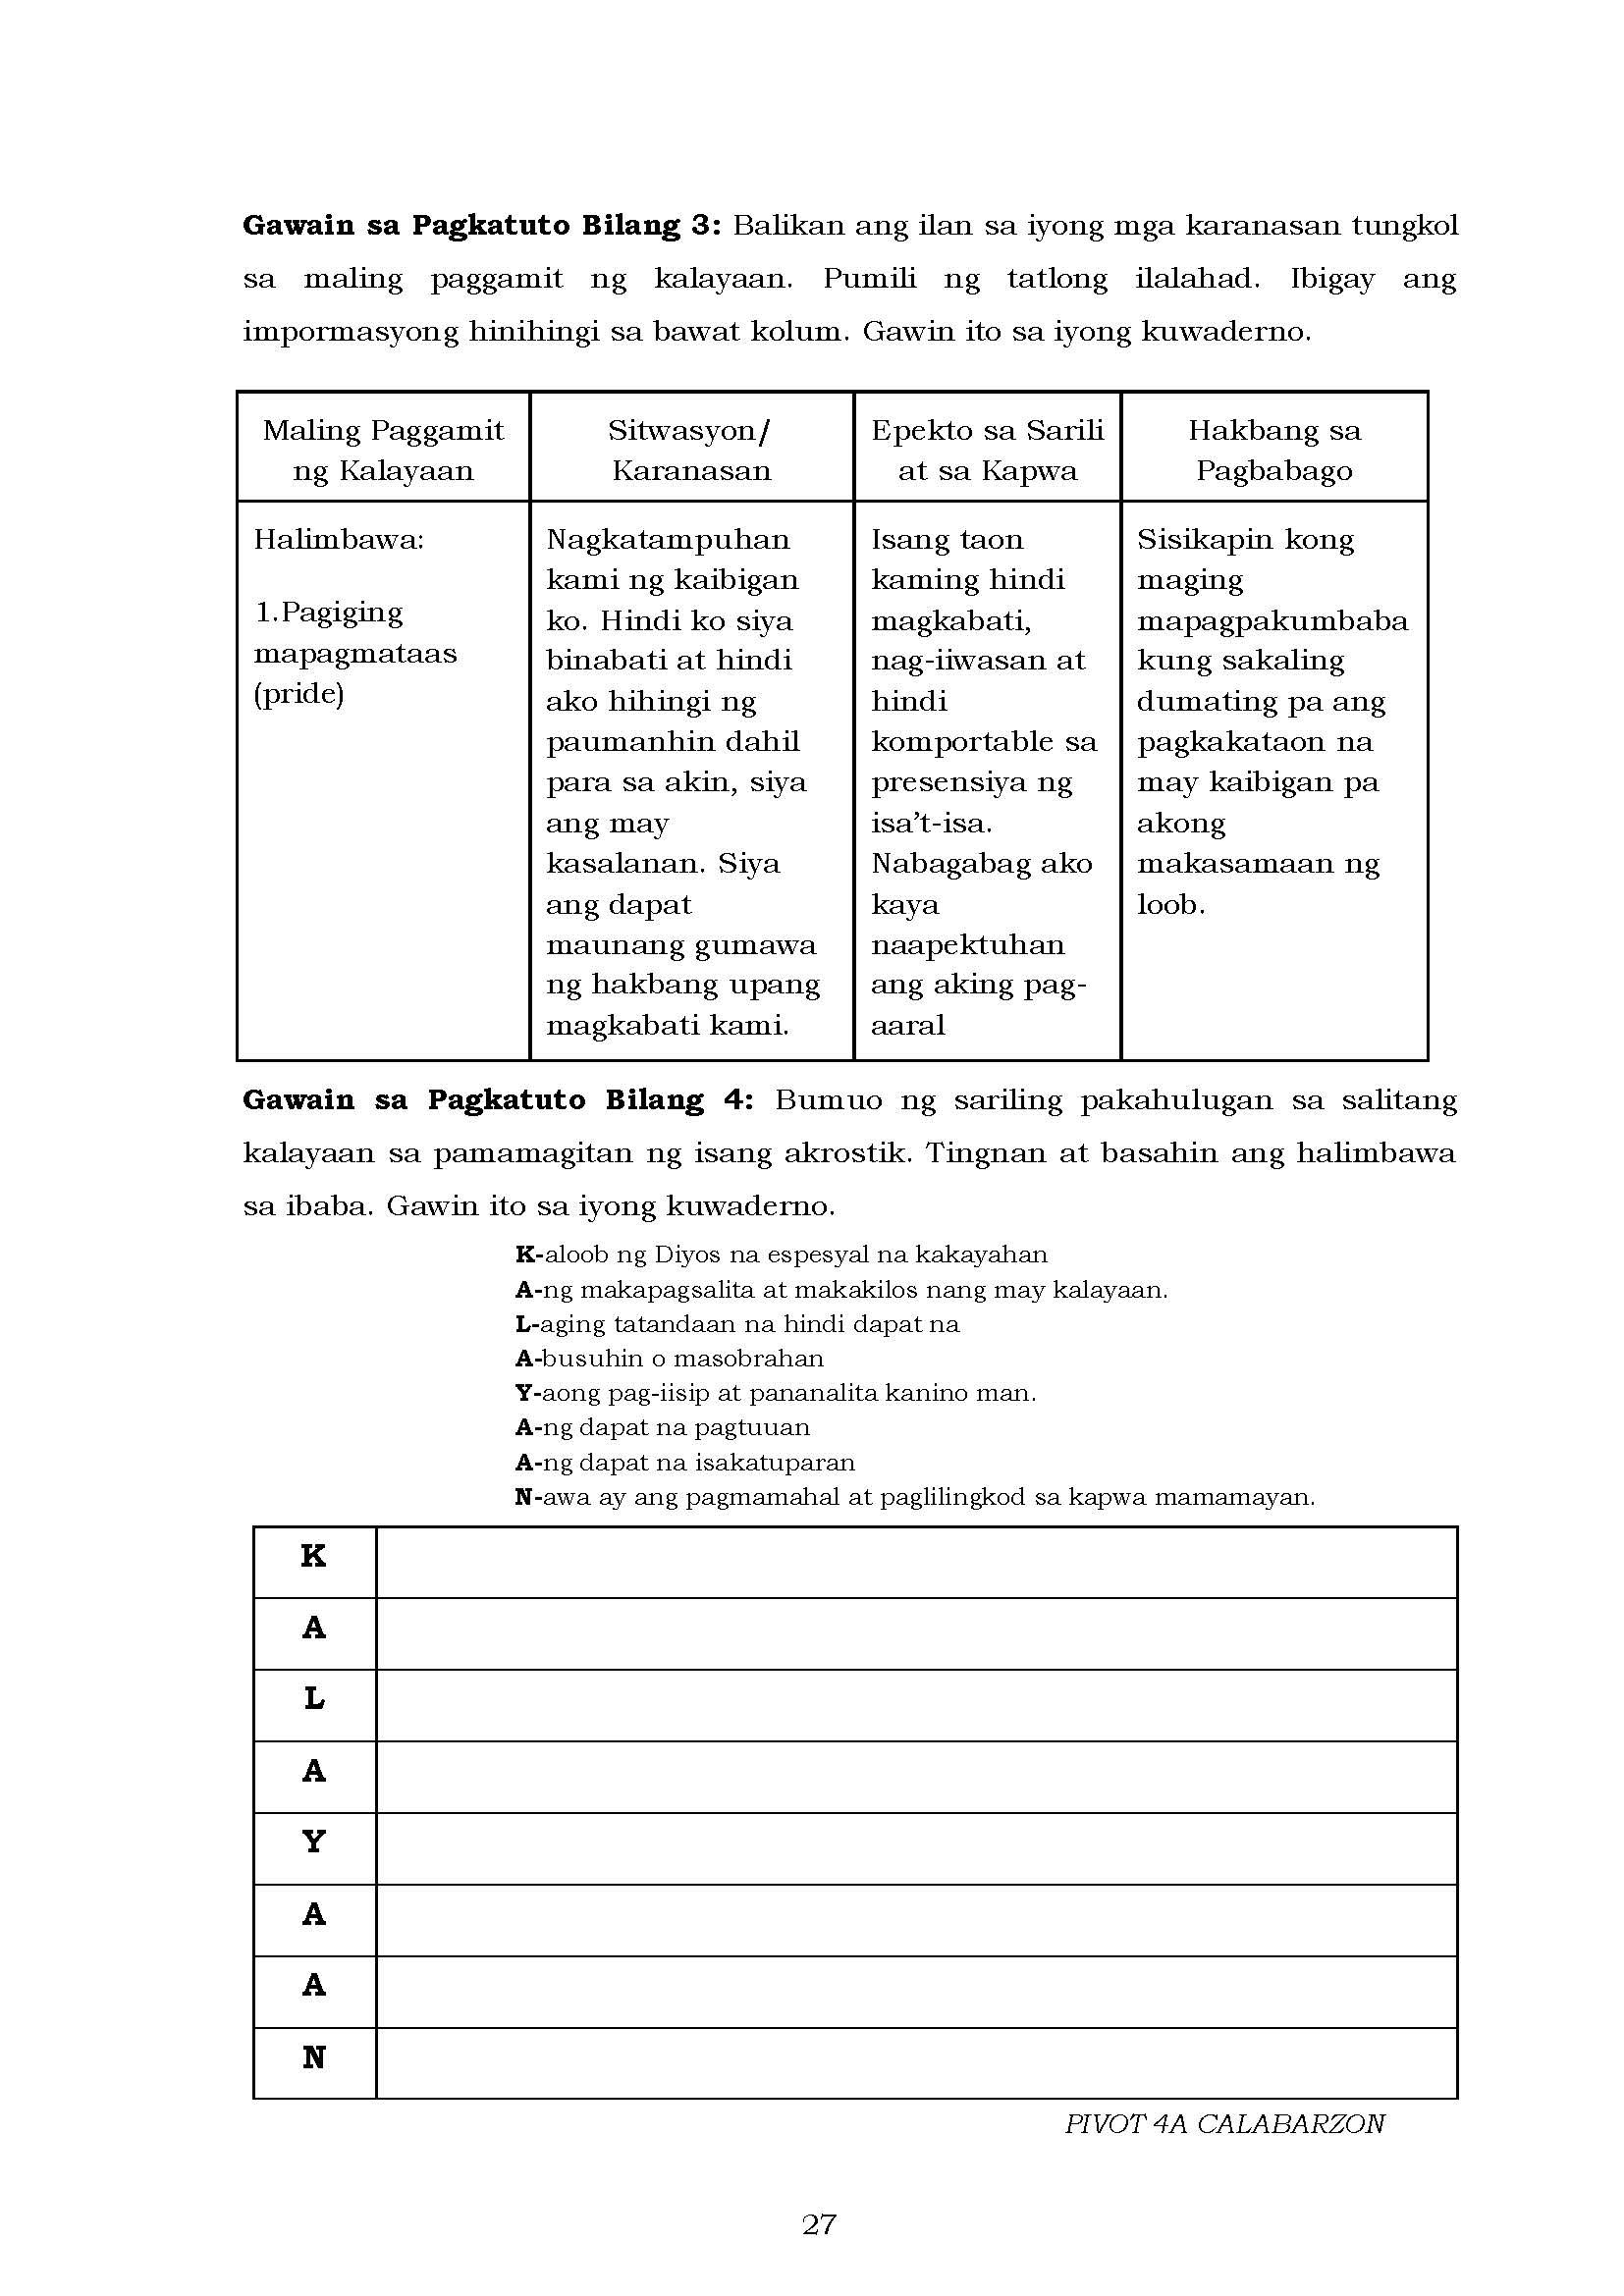 Gawain sa Pagkatuto Bilang 3: Balikan ang ilan sa iyong mga karanasan tungkol
sa maling paggamit ng kalayaan. Pumili ng tatlong ilalahad. Ibigay ang
impormasyong hinihingi sa bawat kolum. Gawin ito sa iyong kuwaderno.
Maling Paggamit
ng Kalayaan
Sitwasyon/
Karanasan
Epekto sa Sarili
at sa Kapwa
Hakbang sa
Pagbabago
Halimbawa:
1.Pagiging
mapagmataas
(pride)
Nagkatampuhan
kami ng kaibigan
ko. Hindi ko siya
binabati at hindi
ako hihingi ng
paumanhin dahil
para sa akin, siya
ang may
kasalanan. Siya
ang dapat
maunang gumawa
ng hakbang upang
magkabati kami.
Isang taon
kaming hindi
magkabati,
nag-iiwasan at
hindi
komportable sa
presensiya ng
isa’t-isa.
Nabagabag ako
kaya
naapektuhan
ang aking pag-
aaral
Sisikapin kong
maging
mapagpakumbaba
kung sakaling
dumating pa ang
pagkakataon na
may kaibigan pa
akong
makasamaan ng
loob.
Gawain sa Pagkatuto Bilang 4: Bumuo ng sariling pakahulugan sa salitang
kalayaan sa pamamagitan ng isang akrostik. Tingnan at basahin ang halimbawa
sa ibaba. Gawin ito sa iyong kuwaderno.
K-aloob ng Diyos na espesyal na kakayahan
A-ng makapagsalita at makakilos nang may kalayaan.
L-aging tatandaan na hindi dapat na
A-busuhin o masobrahan
Y-aong pag-iisip at pananalita kanino man.
A-ng dapat na pagtuuan
A-ng dapat na isakatuparan
N-awa ay ang pagmamahal at paglilingkod sa kapwa mamamayan.
K
A
L
A
Y
A
A
N
PIVOT 4A CALABARZON
27